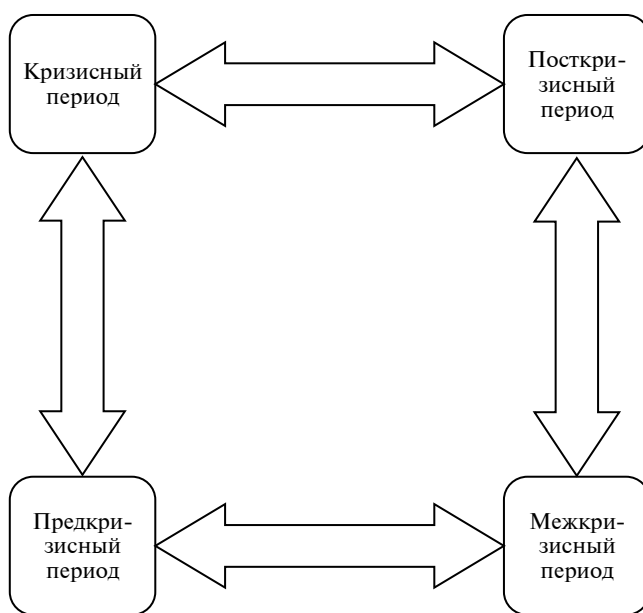 Кризисный
период
Посткри-
зисный
период
Предкри-
зисный
период
Межкри-
зисный
период